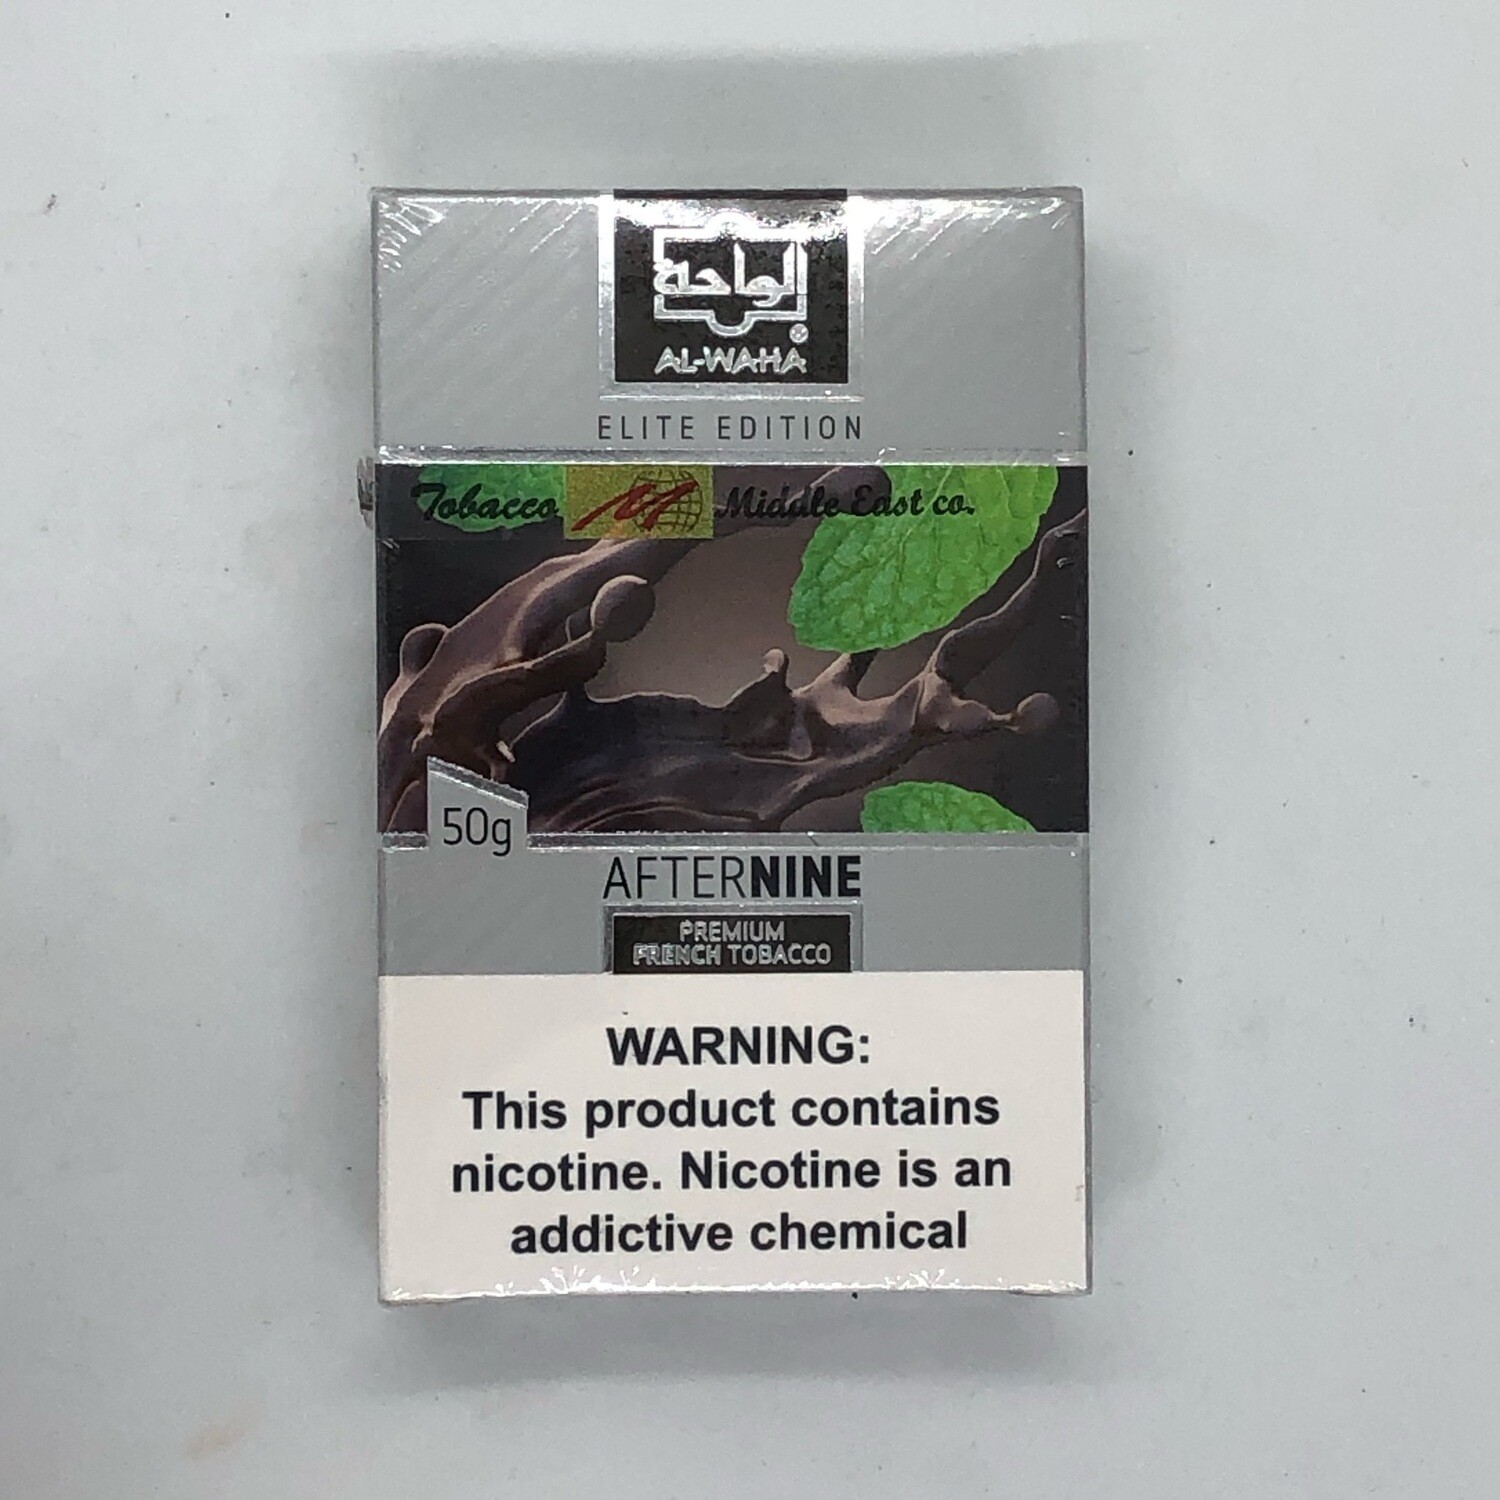 الواحة
®
AL-WAHA
ELITE EDITION
Tobacco M Middle East co.
50g
AFTERNINE
PREMIUM
FRENCH TOBACCO
WARNING:
This product contains
nicotine. Nicotine is an
addictive chemical